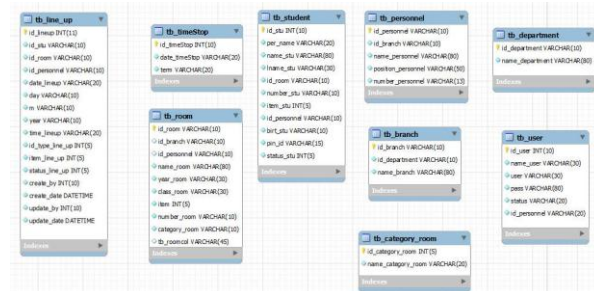 tb_line_up
id_lineup INT(11)
id_stu VARCHAR(10)
id_room VARCHAR(10)
id_personnel VARCHAR(10)
date_lineup VARCHAR(20)
day VARCHAR(10)
m VARCHAR(10)
year VARCHAR(10)
time_lineup VARCHAR(20)
id_type_line_up INT(5)
item_line_up INT(5)
status_line_up INT(5)
create_by INT(10)
create_date DATETIME
update_by INT(10)
update_date DATETIME
Indexes
tb_timeStop
id_timeStop INT(10)
date_timeStop VARCHAR(20)
term VARCHAR(20)
Indexes
tb_room
id_room VARCHAR(10)
id_branch VARCHAR(10)
id_personnel VARCHAR(10)
name_room VARCHAR(80)
year_room VARCHAR(30)
class_room VARCHAR(30)
item INT(5)
number_room VARCHAR(10)
category_room VARCHAR(10)
tb_roomcol VARCHAR(45)
Indexes
tb_student
id_stu INT(10)
per_name VARCHAR(20)
name_stu VARCHAR(80)
lname_stu VARCHAR(30)
id_room VARCHAR(10)
number_stu VARCHAR(10)
item_stu INT(5)
id_personnel VARCHAR(10)
birt_stu VARCHAR(10)
pin_id VARCHAR(15)
status_stu INT(5)
Indexes
tb_personnel
id_personnel VARCHAR(10)
id_branch VARCHAR(10)
name_personnel VARCHAR(80)
position_personnel VARCHAR(50)
number_personnel VARCHAR(13)
Indexes
tb_branch
id_branch VARCHAR(10)
id_department VARCHAR(10)
name_branch VARCHAR(80)
Indexes
tb_category_room
id_category_room INT(5)
name_category_room VARCHAR(20)
Indexes
tb_department
id_department VARCHAR(10)
name_department VARCHAR(80)
Indexes
tb_user
id_user INT(10)
name_user VARCHAR(30)
user VARCHAR(30)
pass VARCHAR(80)
status VARCHAR(20)
id_personnel VARCHAR(20)
Indexes